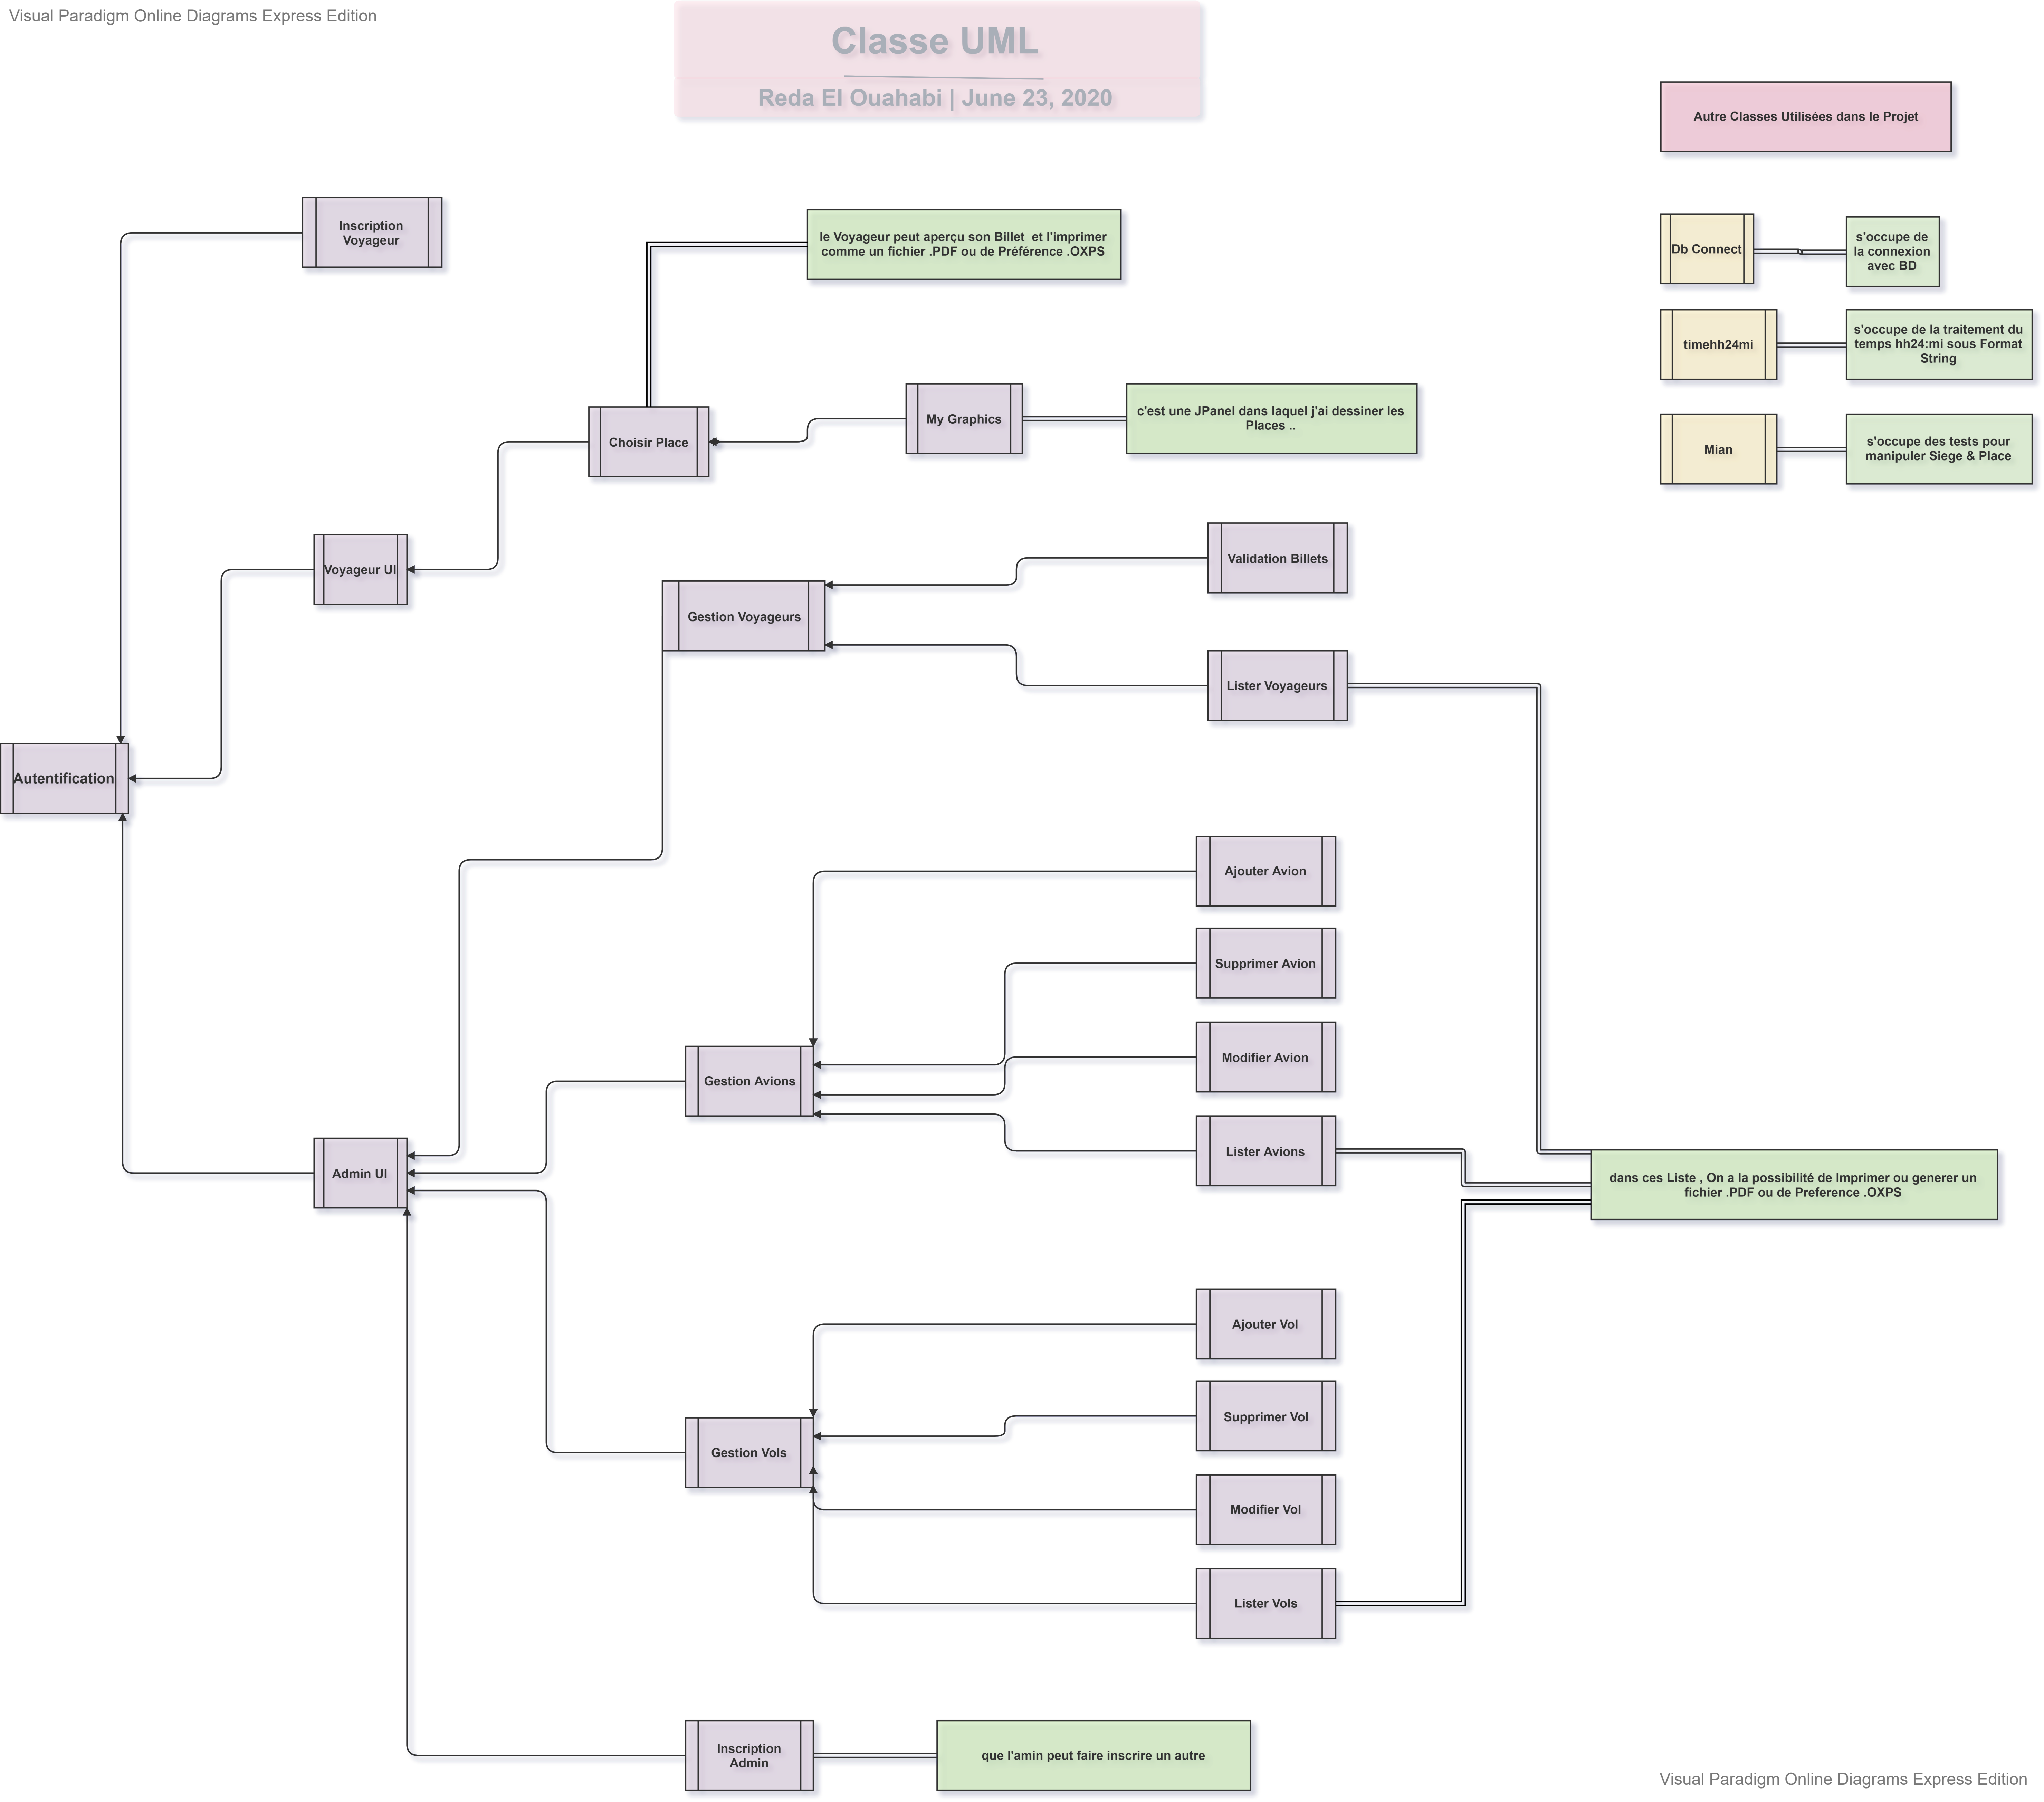 Visual Paradigm Online Diagrams Express Edition
Classe UML
Reda El Ouahabi | June 23, 2020
Autre Classes Utilisées dans le Projet
Inscription
Voyageur
le Voyageur peut aperçu son Billet  et l'imprimer
comme un fichier .PDF ou de Préférence .OXPS
Db Connect
s'occupe de
la connexion
avec BD
timehh24mi
s'occupe de la traitement du
temps hh24:mi sous Format
String
Choisir Place
My Graphics
c'est une JPanel dans laquel j'ai dessiner les
Places ..
Mian
s'occupe des tests pour
manipuler Siege & Place
Voyageur UI
Gestion Voyageurs
Validation Billets
Lister Voyageurs
Autentification
Ajouter Avion
Supprimer Avion
Gestion Avions
Modifier Avion
Lister Avions
Admin UI
dans ces Liste , On a la possibilité de Imprimer ou generer un
fichier .PDF ou de Preference .OXPS
Ajouter Vol
Supprimer Vol
Gestion Vols
Modifier Vol
Lister Vols
Inscription
Admin
que l'amin peut faire inscrire un autre
Visual Paradigm Online Diagrams Express Edition